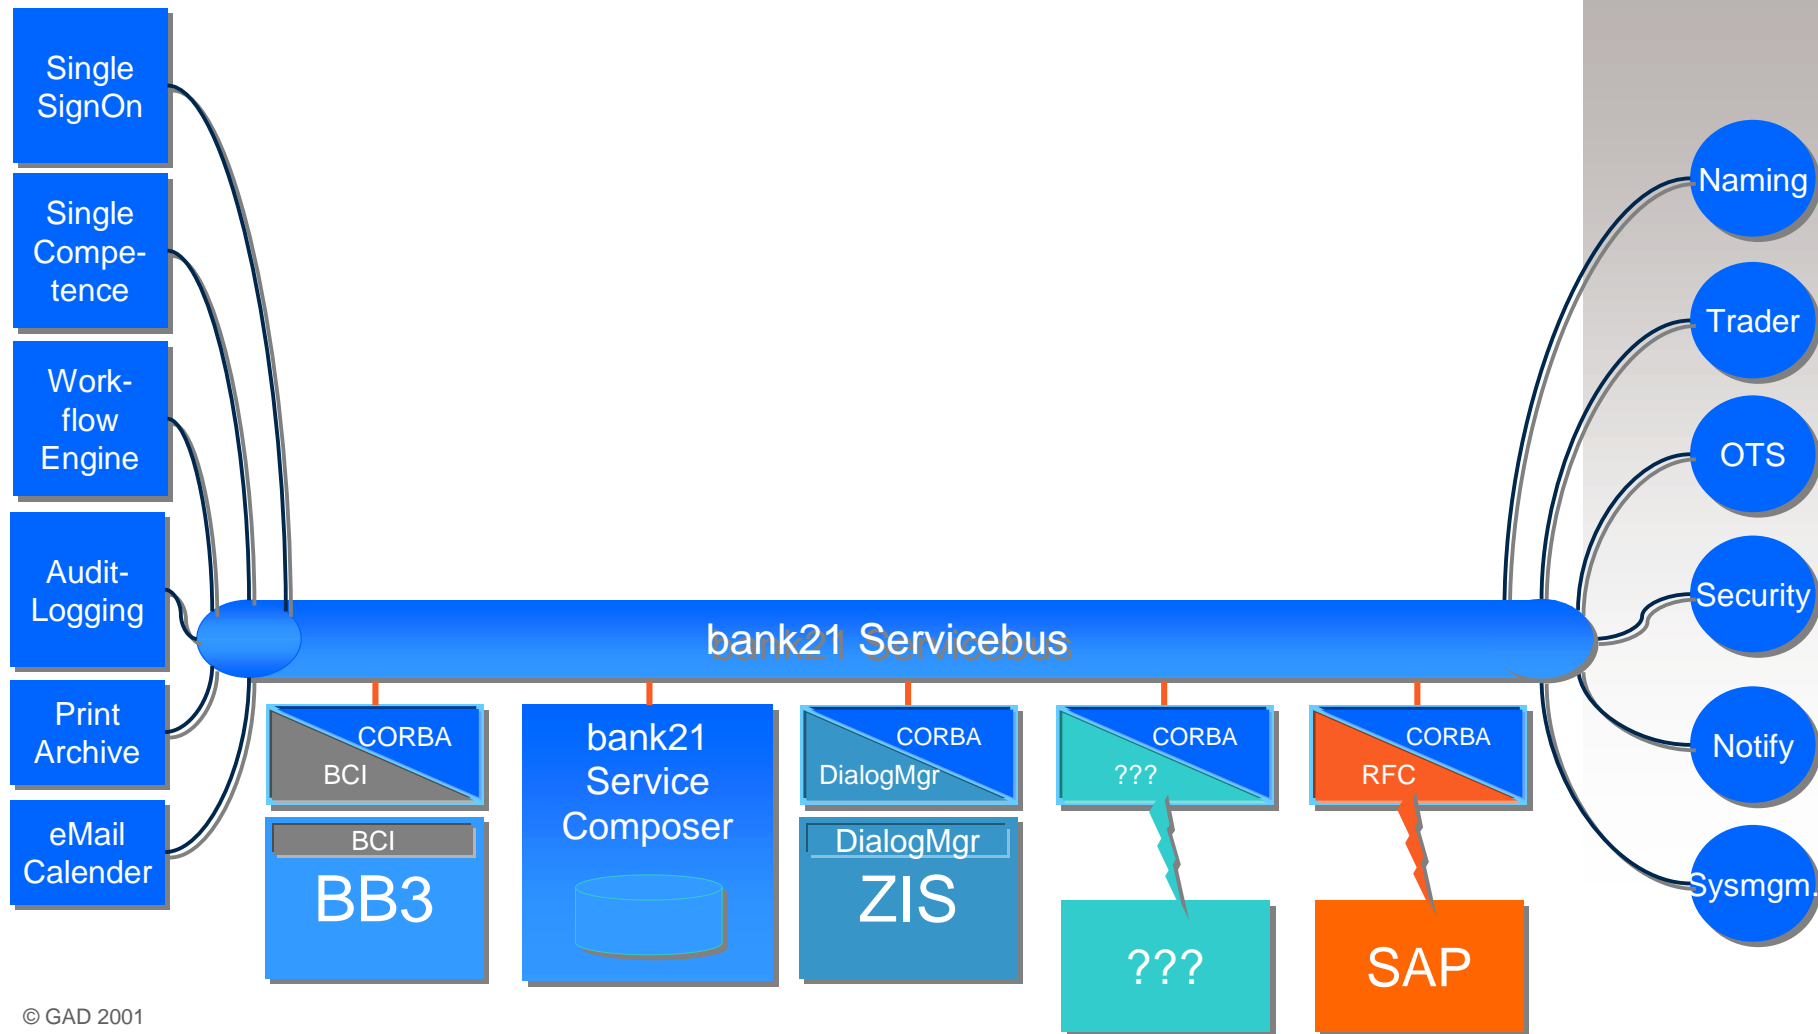 Single
SignOn
Single
Compe-
tence
Work-
flow
Engine
Audit-
Logging
Print
Archive
eMail
Calender
bank21 Servicebus
CORBA
BCI
BCI
BB3
bank21
Service
Composer
CORBA
DialogMgr
DialogMgr
ZIS
CORBA
???
???
CORBA
RFC
SAP
Naming
Trader
OTS
Security
Notify
Sysmgm.
© GAD 2001